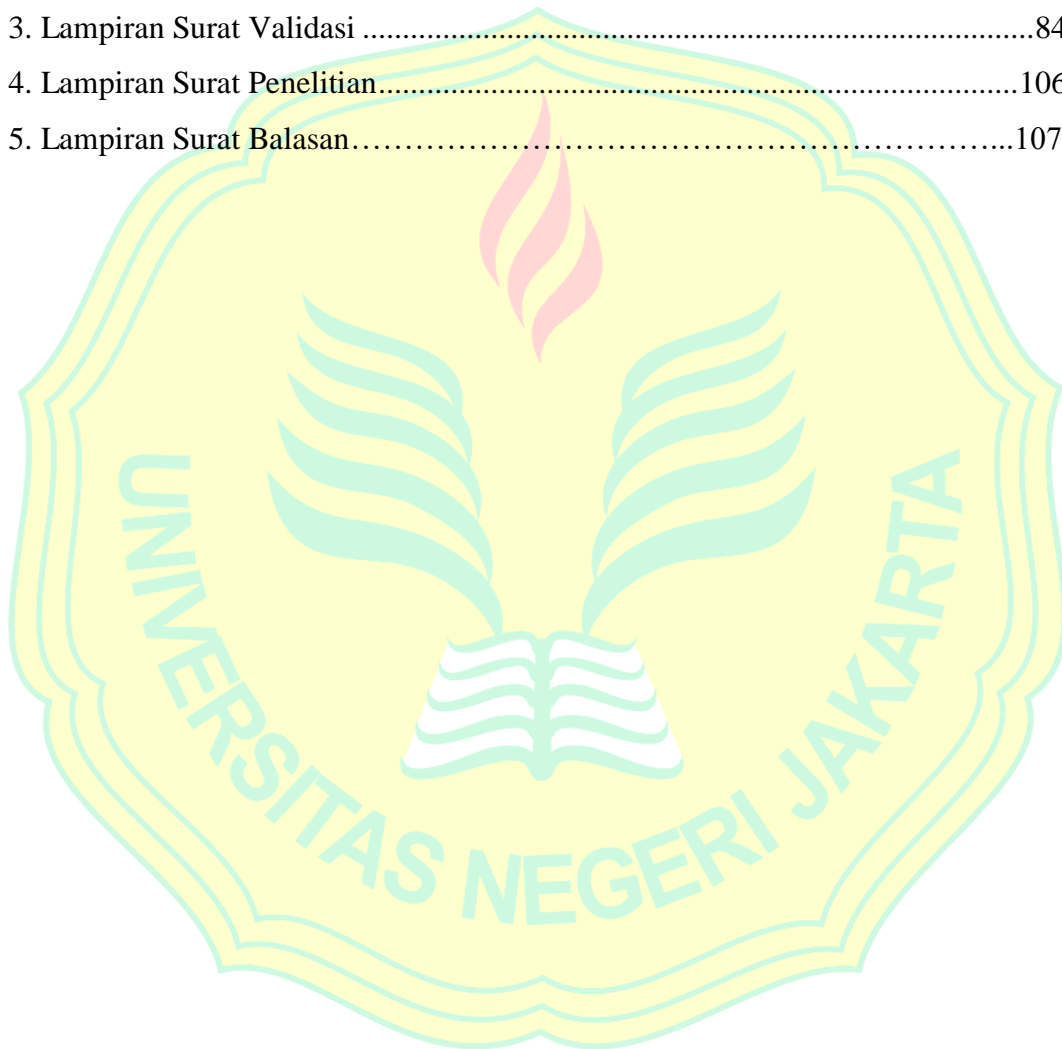 3. Lampiran Surat Validasi ........................................................................84
4. Lampiran Surat Penelitian.....................................................................106
5. Lampiran Surat Balasan…………………………………………………………...107
UNIVERSITAS NEGERI JAKARTA